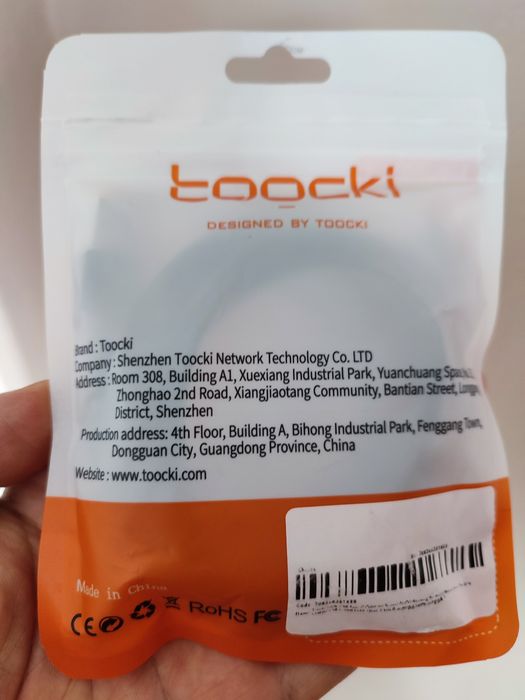 toocki
DESIGNED BY TOOCKI
Brand : Toocki
Company : Shenzhen Toocki Network Technology Co. LTD
Address : Room 308, Building A1, Xuexiang Industrial Park, Yuanchuang
Zhonghao 2nd Road, Xiangjiaotang Community, Bantian Street,
District, Shenzhen
Production address: 4th Floor, Building A, Bihong Industrial Park, Fenggang Town,
Dongguan City, Guangdong Province, China
Website : www.toocki.com
Made in China
CE RoHS FC